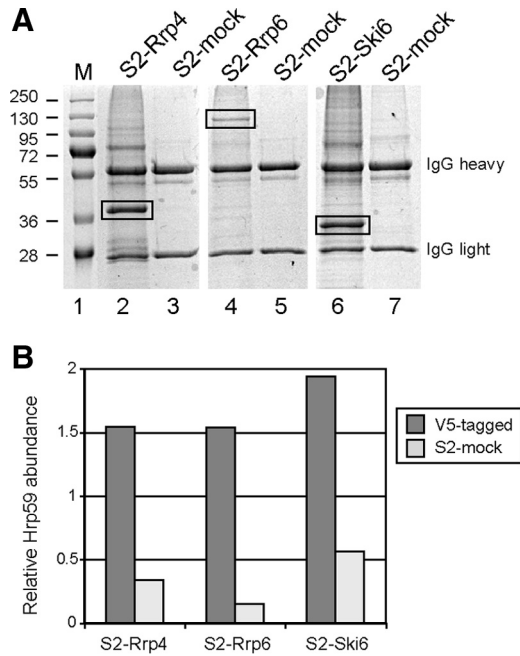 A
M S2-Rrp4 S2-mock S2-Rrp6 S2-mock S2-Ski6 S2-mock
250
130
95
72
55
36
28
IgG heavy
IgG light
1 2 3 4 5 6 7
B
Relative Hrp59 abundance
2
1.5
1
0.5
0
S2-Rrp4 S2-Rrp6 S2-Ski6
V5-tagged
S2-mock